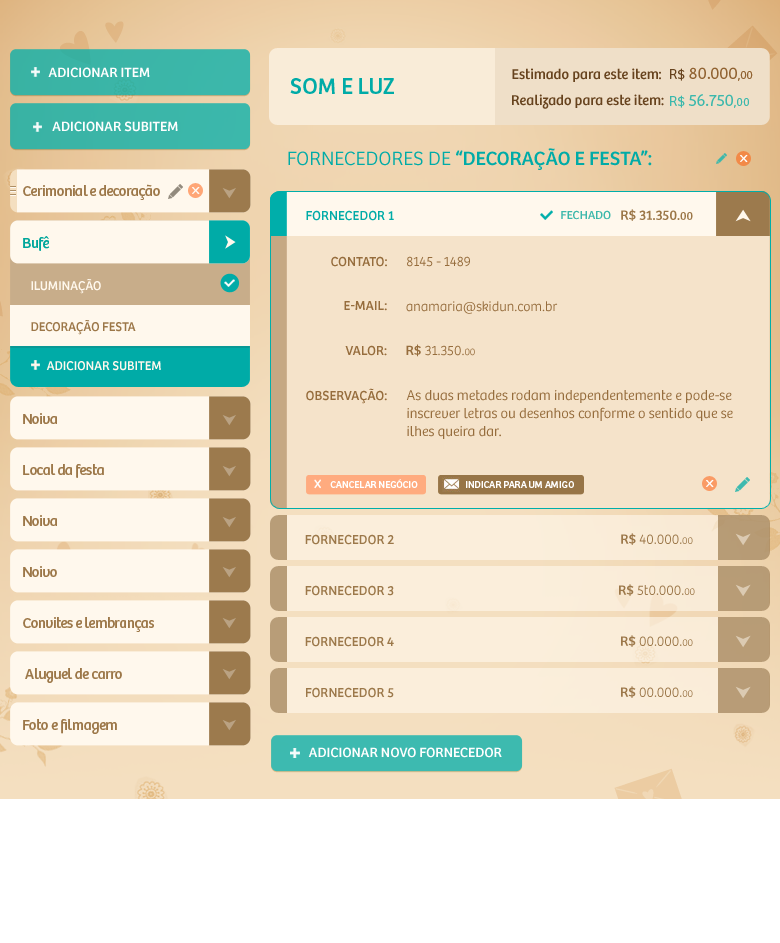 ADICIONAR ITEM
ADICIONAR SUBITEM
Cerimonial e decoração
Bufê
ILUMINAÇÃO
DECORAÇÃO FESTA
ADICIONAR SUBITEM
Noiva
Local da festa
Noiva
Noivo
Convites e lembranças
Aluguel de carro
Foto e filmagem
SOM E LUZ
Estimado para este item: R$ 80.000,00
Realizado para este item: R$ 56.750,00
FORNECEDORES DE “DECORAÇÃO E FESTA”:
FORNECEDOR 1 FECHADO R$ 31.350.00
CONTATO: 8145 - 1489
E-MAIL: anamaria@skidun.com.br
VALOR: R$ 31.350.00
OBSERVAÇÃO: As duas metades rodam independentemente e pode-se
inscreuer letras ou desenhos conforme o sentido que se
ilhes queira dar.
X CANCELAR NEGÓCIO INDICAR PARA UM AMIGO
FORNECEDOR 2 R$ 40.000.00
FORNECEDOR 3 R$ 5t0.000.00
FORNECEDOR 4 R$ 00.000.00
FORNECEDOR 5 R$ 00.000.00
ADICIONAR NOVO FORNECEDOR